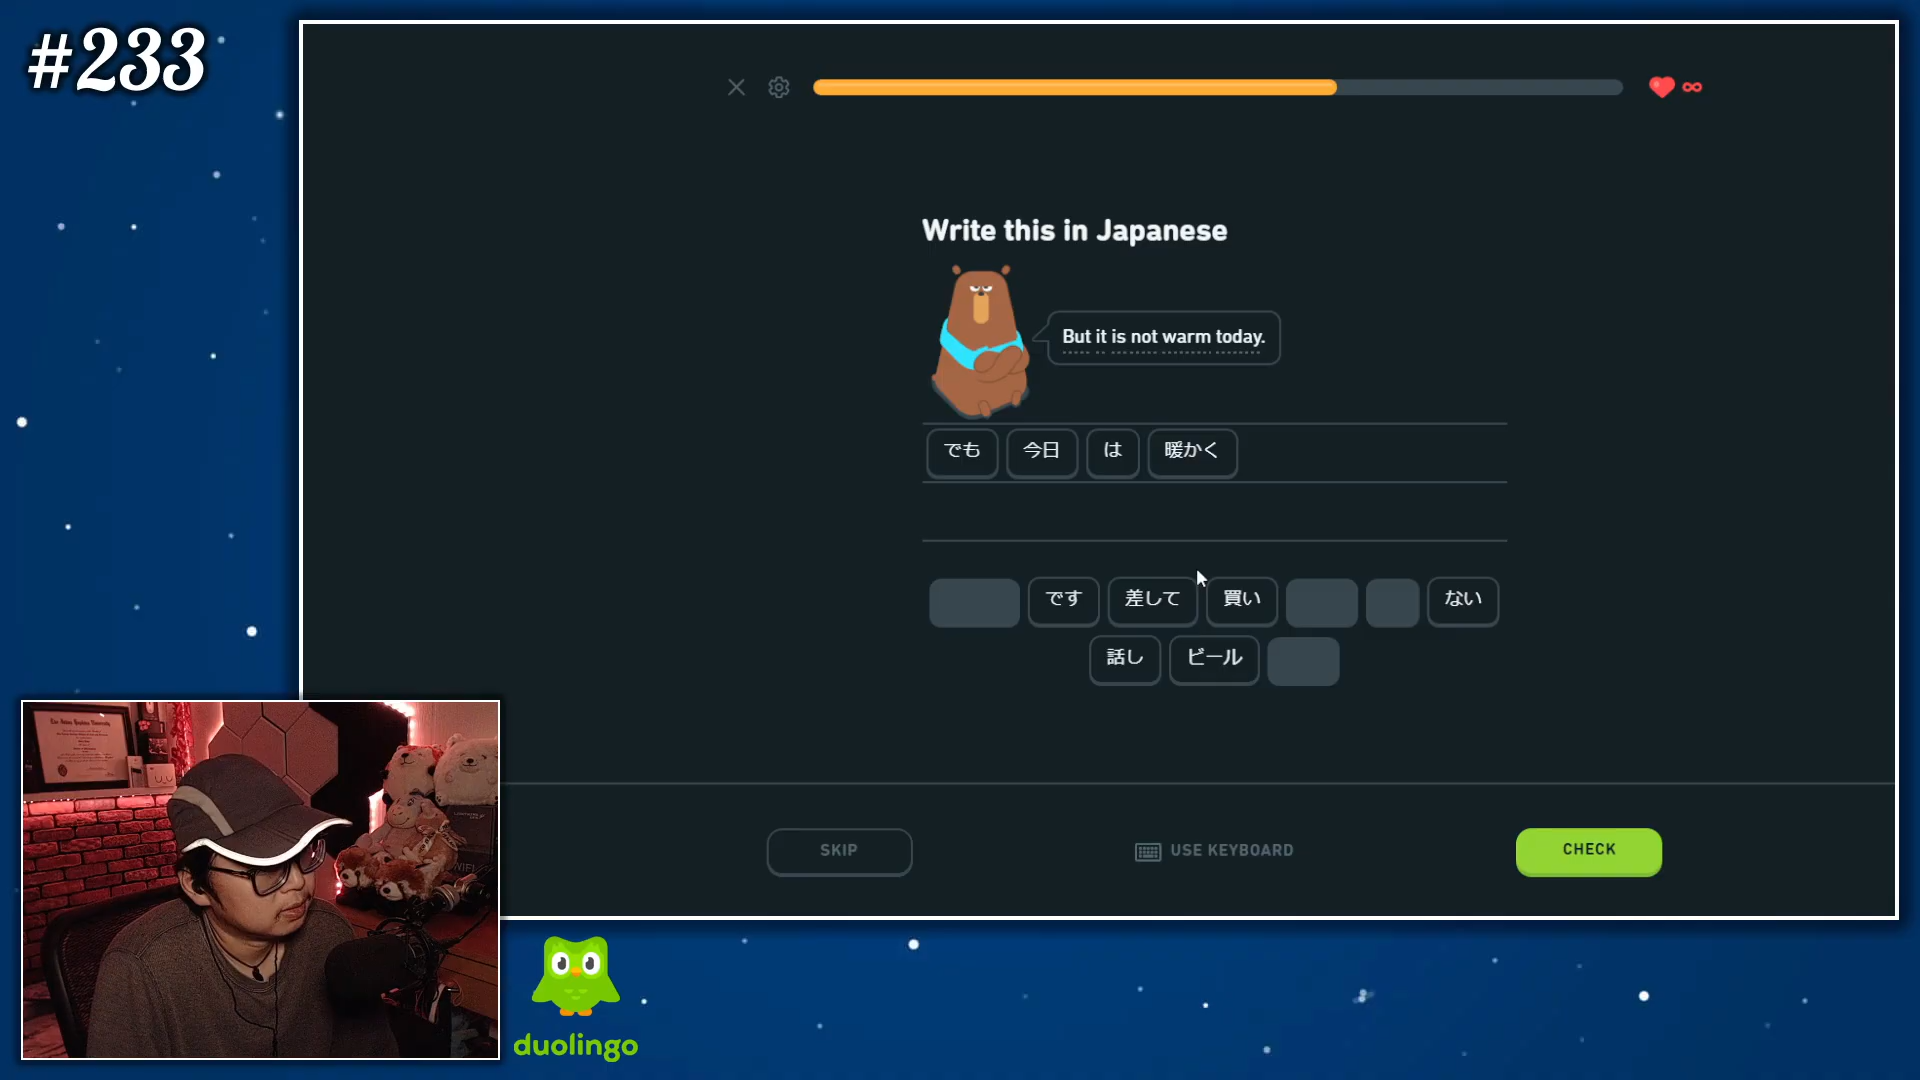 #233
Write this in Japanese
But it is not warm today.
でも 今日 は 暖かく
です 差して 買い ない
話し ビール
SKIP
USE KEYBOARD
CHECK
duolingo